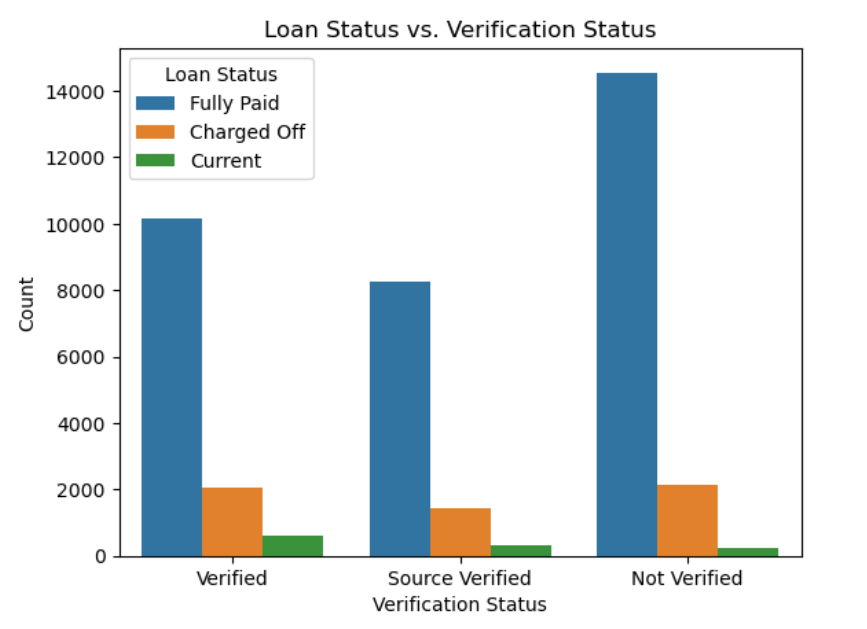 Loan Status vs. Verification Status
Loan Status
Fully Paid
Charged Off
Current
14000
12000
10000
8000
6000
4000
2000
0
Count
Verified
Source Verified
Not Verified
Verification Status